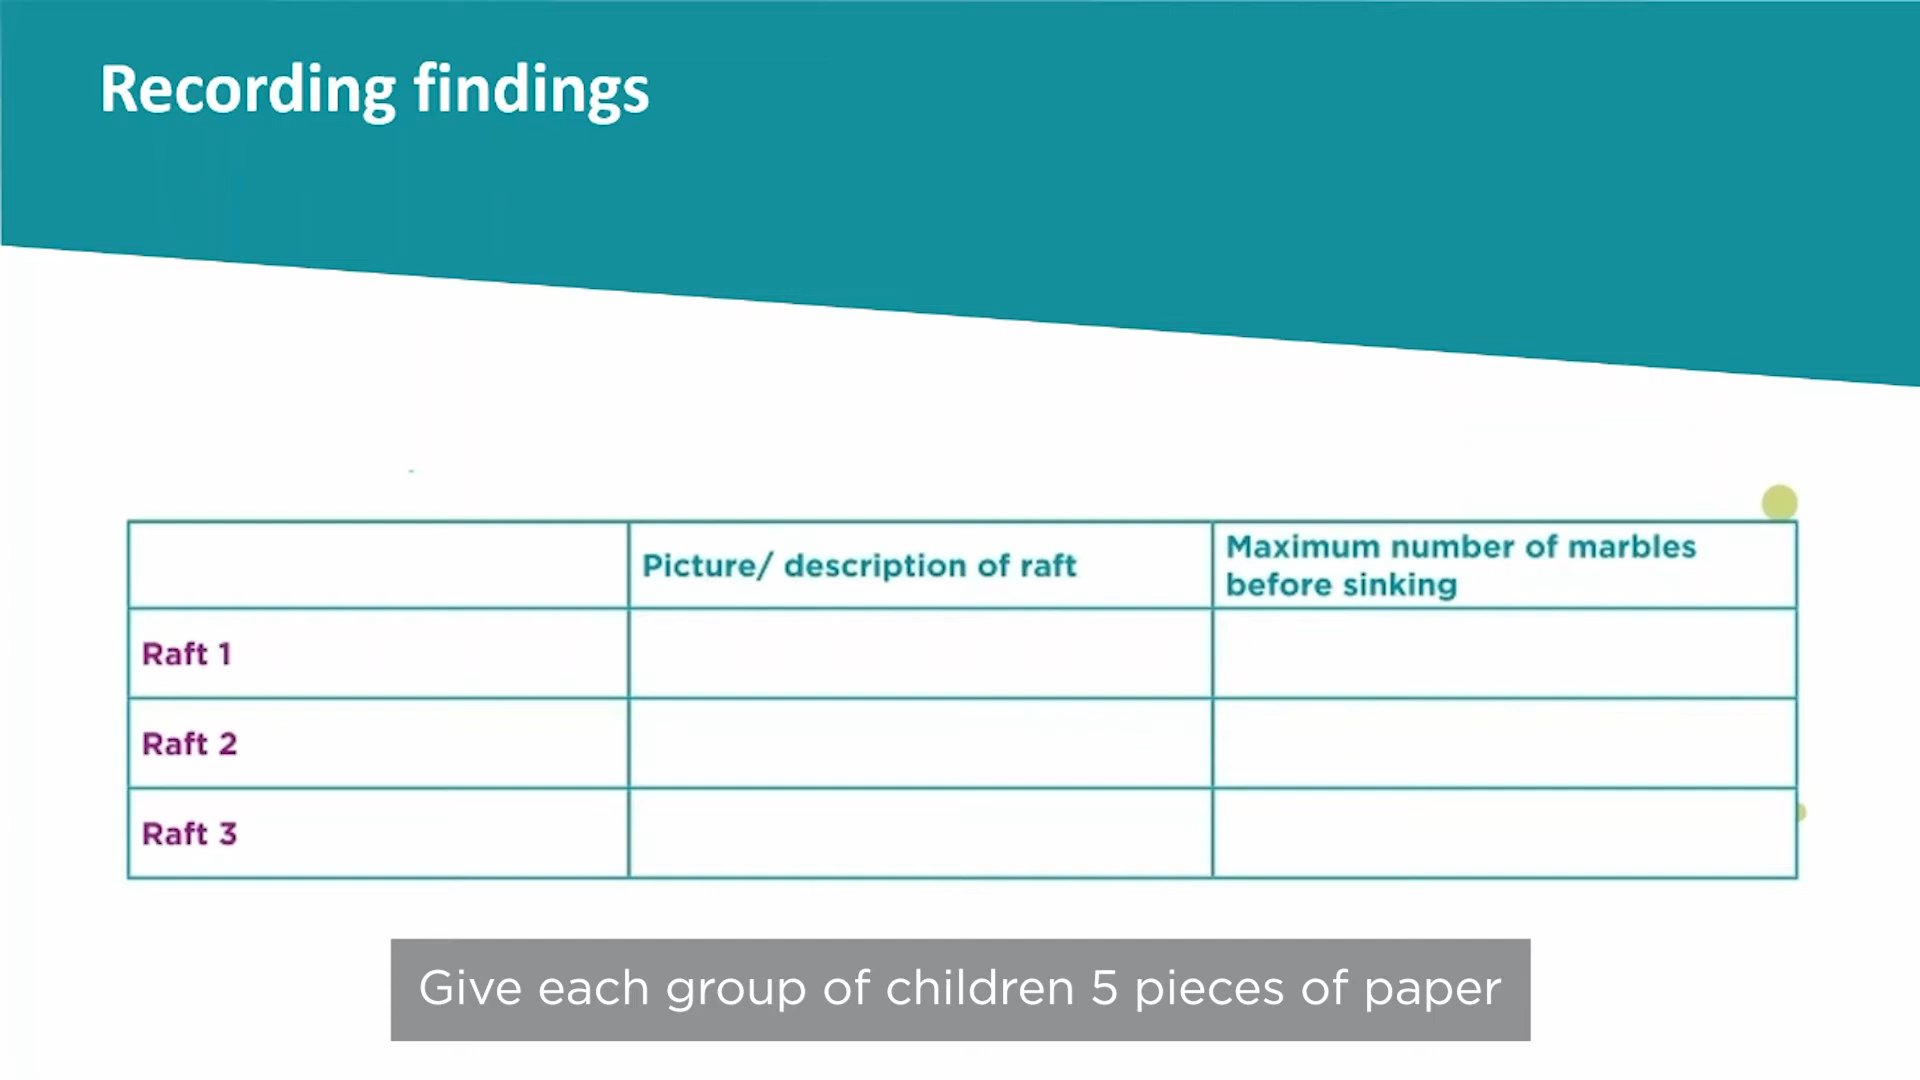 Recording findings
Picture/ description of raft
Maximum number of marbles
before sinking
Raft 1
Raft 2
Raft 3
Give each group of children 5 pieces of paper